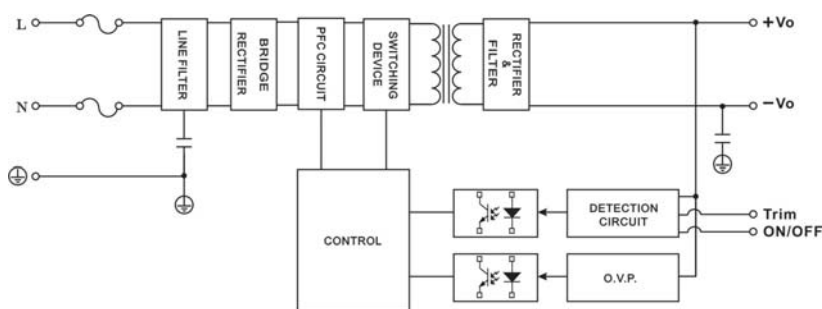 L
N
LINE FILTER
BRIDGE
RECTIFIER
PFC CIRCUIT
SWITCHING
DEVICE
RECTIFIER
&
FILTER
+Vo
−Vo
CONTROL
DETECTION
CIRCUIT
Trim
ON/OFF
O.V.P.